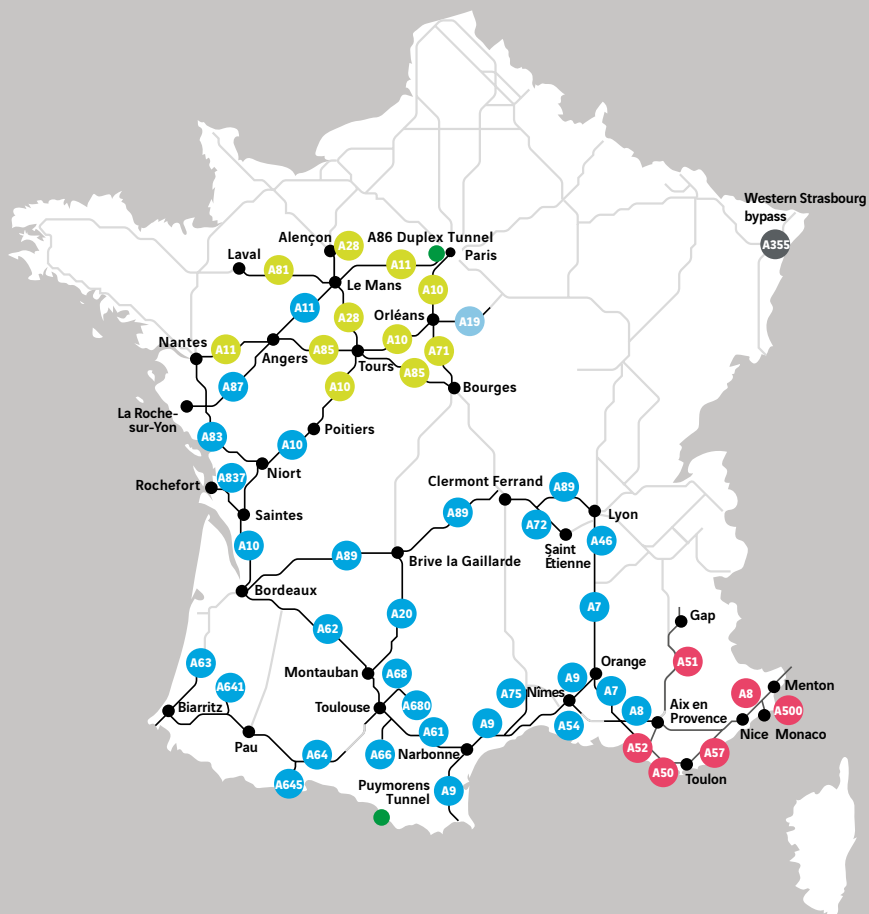 Western Strasbourg
bypass
A355
Alençon
A28
A86 Duplex Tunnel
Paris
Laval
A81
A11
Le Mans
A10
A11
A28
Orléans
A19
Nantes
A11
Angers
A85
A10
A71
Tours
A85
A87
A10
Bourges
La Roche-
sur-Yon
A83
Poitiers
A10
Niort
Rochefort
A837
Saintes
Clermont Ferrand
A89
A89
A72
Lyon
Saint
Étienne
A46
A10
A89
Brive la Gaillarde
Bordeaux
A20
A7
A62
Gap
A63
A641
Montauban
A68
Orange
A51
A9
A7
A75
Nîmes
Menton
A8
A500
Biarritz
Toulouse
A680
A8
Aix en
Provence
Nice
Monaco
Pau
A64
A66
A61
A9
A54
Narbonne
A52
A57
A50
Toulon
A645
Puymorens
Tunnel
A9